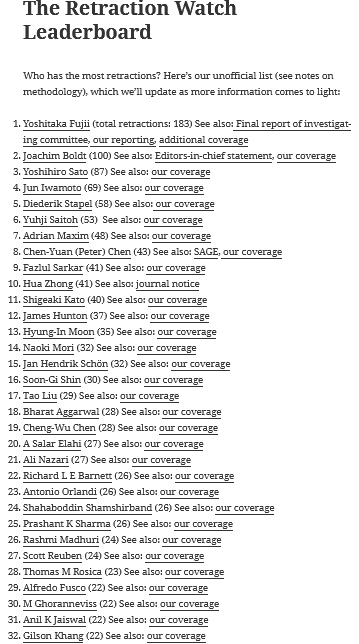 The Retraction Watch
Leaderboard
Who has the most retractions? Here's our unofficial list (see notes on
methodology), which we'll update as more information comes to light:
1. Yoshitaka Fujii (total retractions: 183) See also: Final report of investigat-
ing committee, our reporting, additional coverage
2. Joachim Boldt (100) See also: Editors-in-chief statement, our coverage
3. Yoshihiro Sato (87) See also: our coverage
4. Jun Iwamoto (69) See also: our coverage
5. Diederik Stapel (58) See also: our coverage
6. Yuhji Saitoh (53) See also: our coverage
7. Adrian Maxim (48) See also: our coverage
8. Chen-Yuan (Peter) Chen (43) See also: SAGE, our coverage
9. Fazlul Sarkar (41) See also: our coverage
10. Hua Zhong (41) See also: journal notice
11. Shigeaki Kato (40) See also: our coverage
12. James Hunton (37) See also: our coverage
13. Hyung-In Moon (35) See also: our coverage
14. Naoki Mori (32) See also: our coverage
15. Jan Hendrik Schön (32) See also: our coverage
16. Soon-Gi Shin (30) See also: our coverage
17. Tao Liu (29) See also: our coverage
18. Bharat Aggarwal (28) See also: our coverage
19. Cheng-Wu Chen (28) See also: our coverage
20. A Salar Elahi (27) See also: our coverage
21. Ali Nazari (27) See also: our coverage
22. Richard L E Barnett (26) See also: our coverage
23. Antonio Orlandi (26) See also: our coverage
24. Shahaboddin Shamshirband (26) See also: our coverage
25. Prashant K Sharma (26) See also: our coverage
26. Rashmi Madhuri (24) See also: our coverage
27. Scott Reuben (24) See also: our coverage
28. Thomas M Rosica (23) See also: our coverage
29. Alfredo Fusco (22) See also: our coverage
30. M Ghoranneviss (22) See also: our coverage
31. Anil K Jaiswal (22) See also: our coverage
32. Gilson Khang (22) See also: our coverage